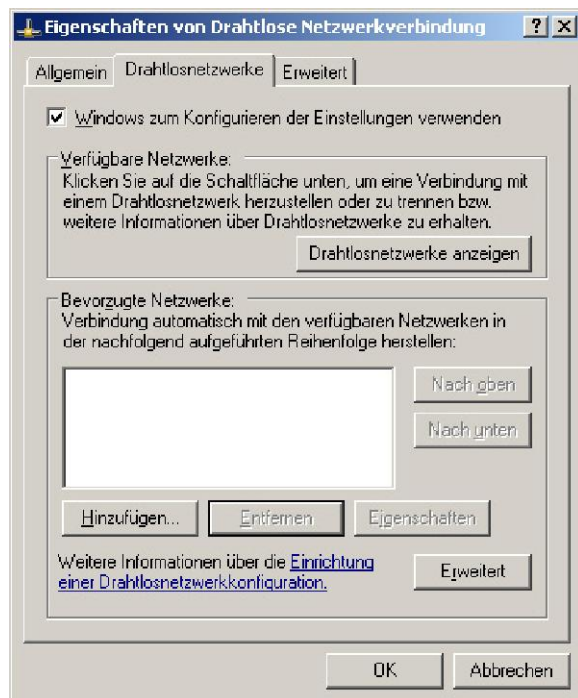 Eigenschaften von Drahtlose Netzwerkverbindung
Allgemein Drahtlosnetzwerke Erweitert
Windows zum Konfigurieren der Einstellungen verwenden
Verfügbare Netzwerke:
Klicken Sie auf die Schaltfläche unten, um eine Verbindung mit
einem Drahtlosnetzwerk herzustellen oder zu trennen bzw.
weitere Informationen über Drahtlosnetzwerke zu erhalten.
Drahtlosnetzwerke anzeigen
Bevorzugte Netzwerke:
Verbindung automatisch mit den verfügbaren Netzwerken in
der nachfolgend aufgeführten Reihenfolge herstellen:
Nach oben
Nach unten
Hinzufügen... Entfernen Eigenschaften
Weitere Informationen über die Einrichtung
einer Drahtlosnetzwerkkonfiguration.
Erweitert
OK Abbrechen